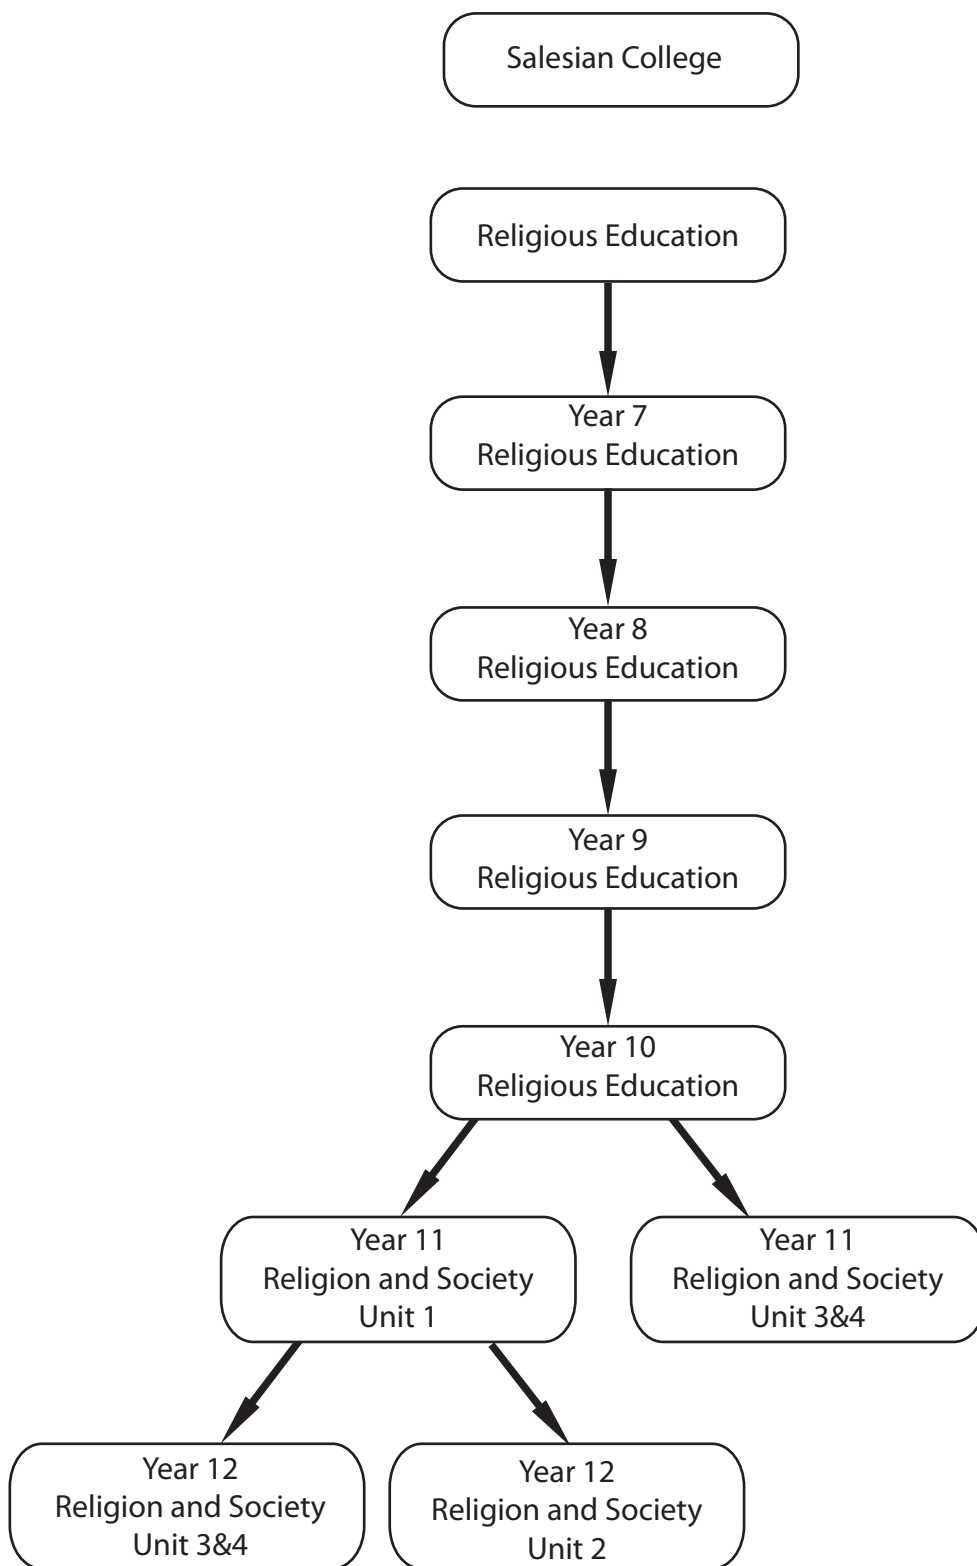 Salesian College
Religious Education
Year 7
Religious Education
Year 8
Religious Education
Year 9
Religious Education
Year 10
Religious Education
Year 11
Religion and Society
Unit 1
Year 11
Religion and Society
Unit 3&4
Year 12
Religion and Society
Unit 3&4
Year 12
Religion and Society
Unit 2